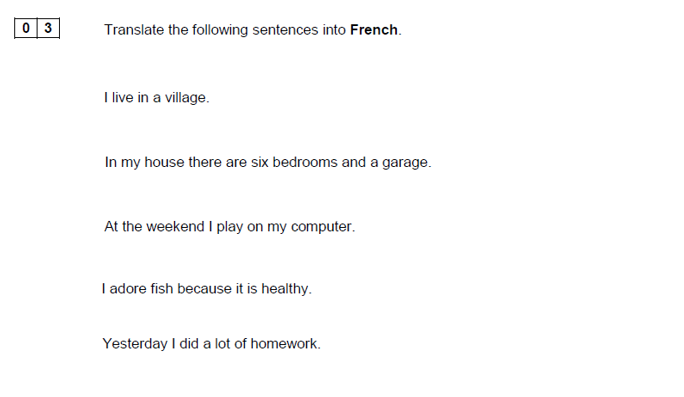 0 3 Translate the following sentences into French.
I live in a village.
In my house there are six bedrooms and a garage.
At the weekend I play on my computer.
I adore fish because it is healthy.
Yesterday I did a lot of homework.